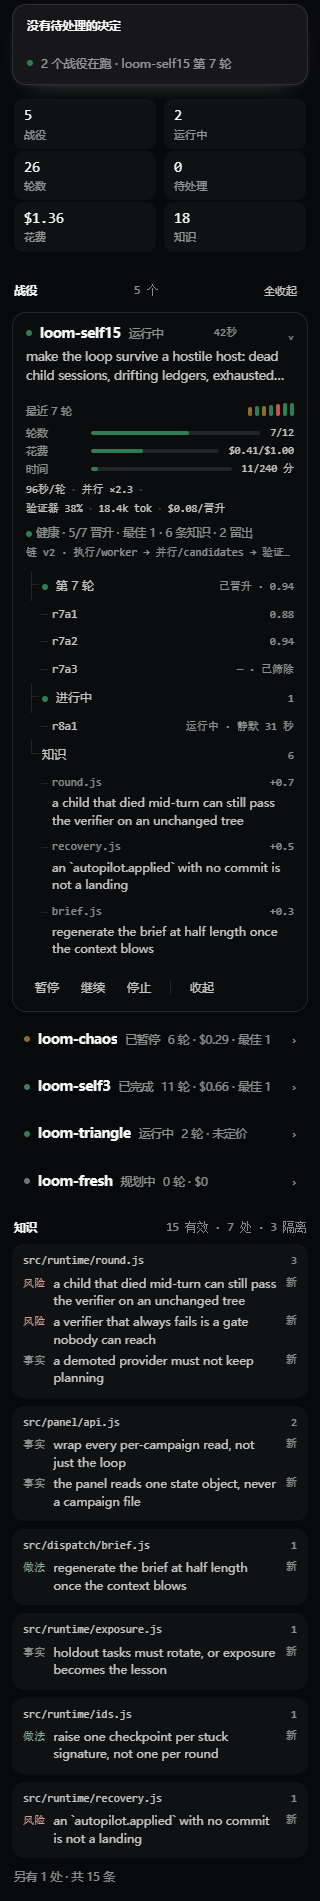 没有待处理的决定
2 个战役在跑 · loom-self15 第 7 轮
5
战役
2
运行中
26
轮数
0
待处理
$1.36
花费
18
知识
战役 5 个 全收起
loom-self15 运行中 42秒
make the loop survive a hostile host: dead
child sessions, drifting ledgers, exhausted…
最近 7 轮
轮数 7/12
花费 $0.41/$1.00
时间 11/240 分
96秒/轮 · 并行 ×2.3 ·
验证器 38% · 18.4k tok · $0.08/晋升
健康 · 5/7 晋升 · 最佳 1 · 6 条知识 · 2 留出
链 v2 · 执行/worker → 并行/candidates → 验证…
第 7 轮 已晋升 · 0.94
r7a1 0.88
r7a2 0.94
r7a3 — · 已筛除
进行中 1
r8a1 运行中 · 静默 31 秒
知识 6
round.js +0.7
a child that died mid-turn can still pass
the verifier on an unchanged tree
recovery.js +0.5
an `autopilot.applied` with no commit is
not a landing
brief.js +0.3
regenerate the brief at half length once
the context blows
暂停 继续 停止 收起
loom-chaos 已暂停 6 轮 · $0.29 · 最佳 1 ›
loom-self3 已完成 11 轮 · $0.66 · 最佳 1 ›
loom-triangle 运行中 2 轮 · 未定价 ›
loom-fresh 规划中 0 轮 · $0 ›
知识 15 有效 · 7 处 · 3 隔离
src/runtime/round.js 3
风险 a child that died mid-turn can still pass 新
the verifier on an unchanged tree
风险 a verifier that always fails is a gate 新
nobody can reach
事实 a demoted provider must not keep 新
planning
src/panel/api.js 2
事实 wrap every per-campaign read, not 新
just the loop
事实 the panel reads one state object, never 新
a campaign file
src/dispatch/brief.js 1
做法 regenerate the brief at half length 新
once the context blows
src/runtime/exposure.js 1
事实 holdout tasks must rotate, or exposure 新
becomes the lesson
src/runtime/ids.js 1
做法 raise one checkpoint per stuck 新
signature, not one per round
src/runtime/recovery.js 1
风险 an `autopilot.applied` with no commit 新
is not a landing
另有 1 处 · 共 15 条